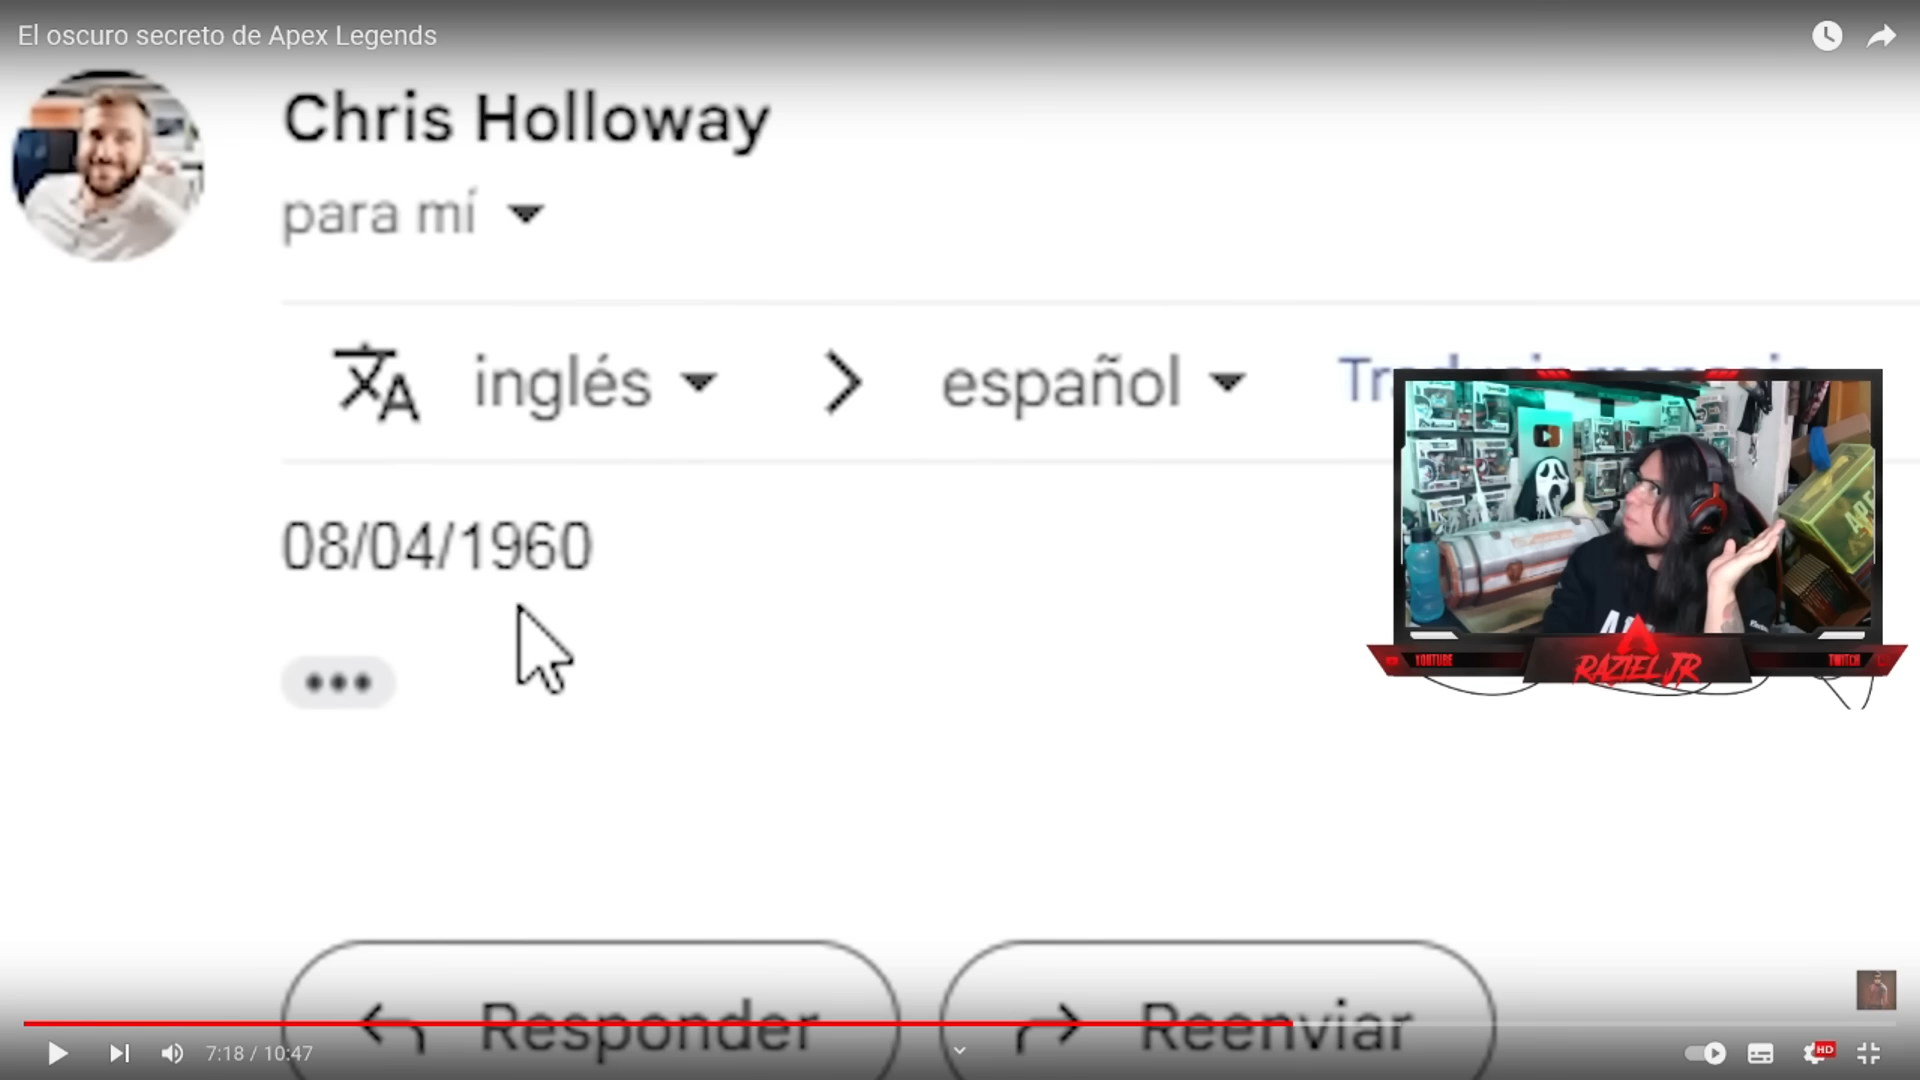 El oscuro secreto de Apex Legends
Chris Holloway
para mí
inglés
español
08/04/1960
YOUTUBE
RAZIEL JR
TWITCH
Responder
Reenviar
7:18 / 10:47
HD